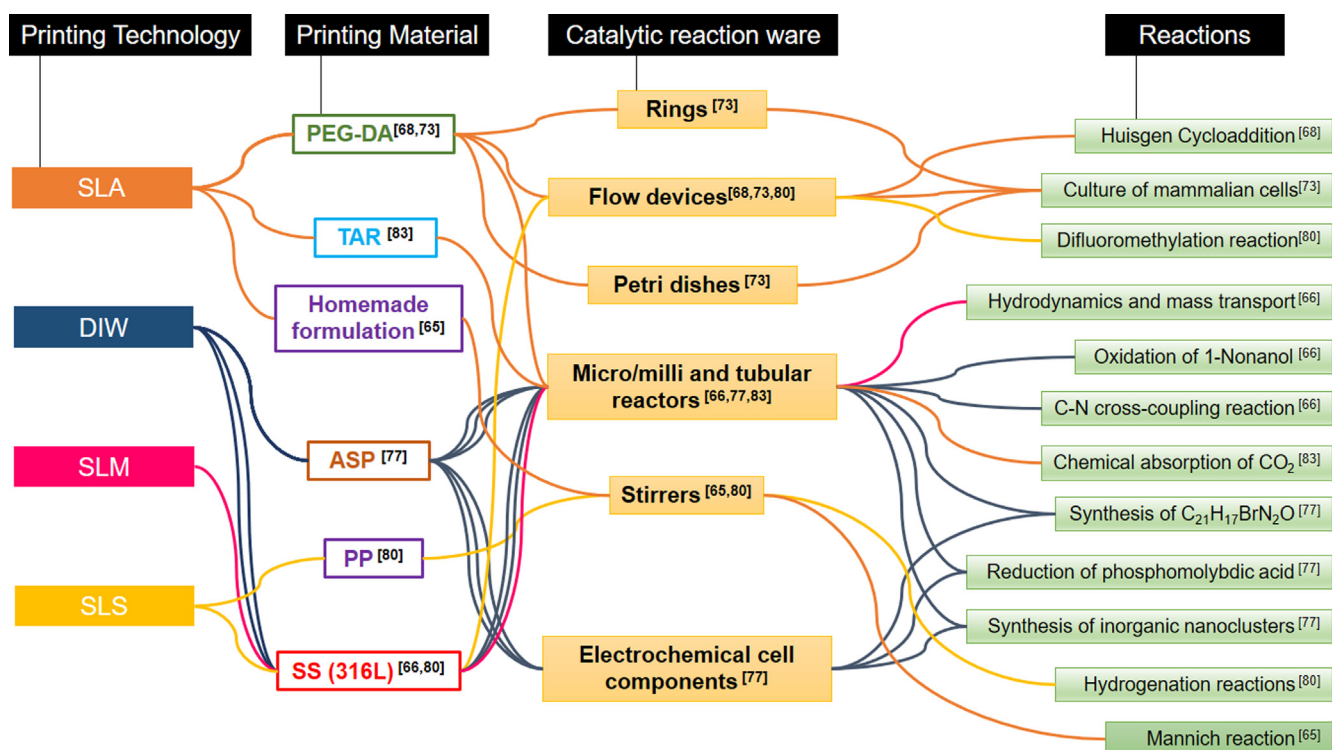 Printing Technology
Printing Material
Catalytic reaction ware
Reactions
SLA
DIW
SLM
SLS
PEG-DA[68,73]
TAR [83]
Homemade
formulation [65]
ASP [77]
PP [80]
SS (316L) [66,80]
Rings [73]
Flow devices[68,73,80]
Petri dishes [73]
Micro/milli and tubular
reactors [66,77,83]
Stirrers [65,80]
Electrochemical cell
components [77]
Huisgen Cycloaddition[68]
Culture of mammalian cells[73]
Difluoromethylation reaction[80]
Hydrodynamics and mass transport[66]
Oxidation of 1-Nonanol [66]
C-N cross-coupling reaction [66]
Chemical absorption of CO2 [83]
Synthesis of C21H17BrN2O [77]
Reduction of phosphomolybdic acid [77]
Synthesis of inorganic nanoclusters [77]
Hydrogenation reactions [80]
Mannich reaction [65]